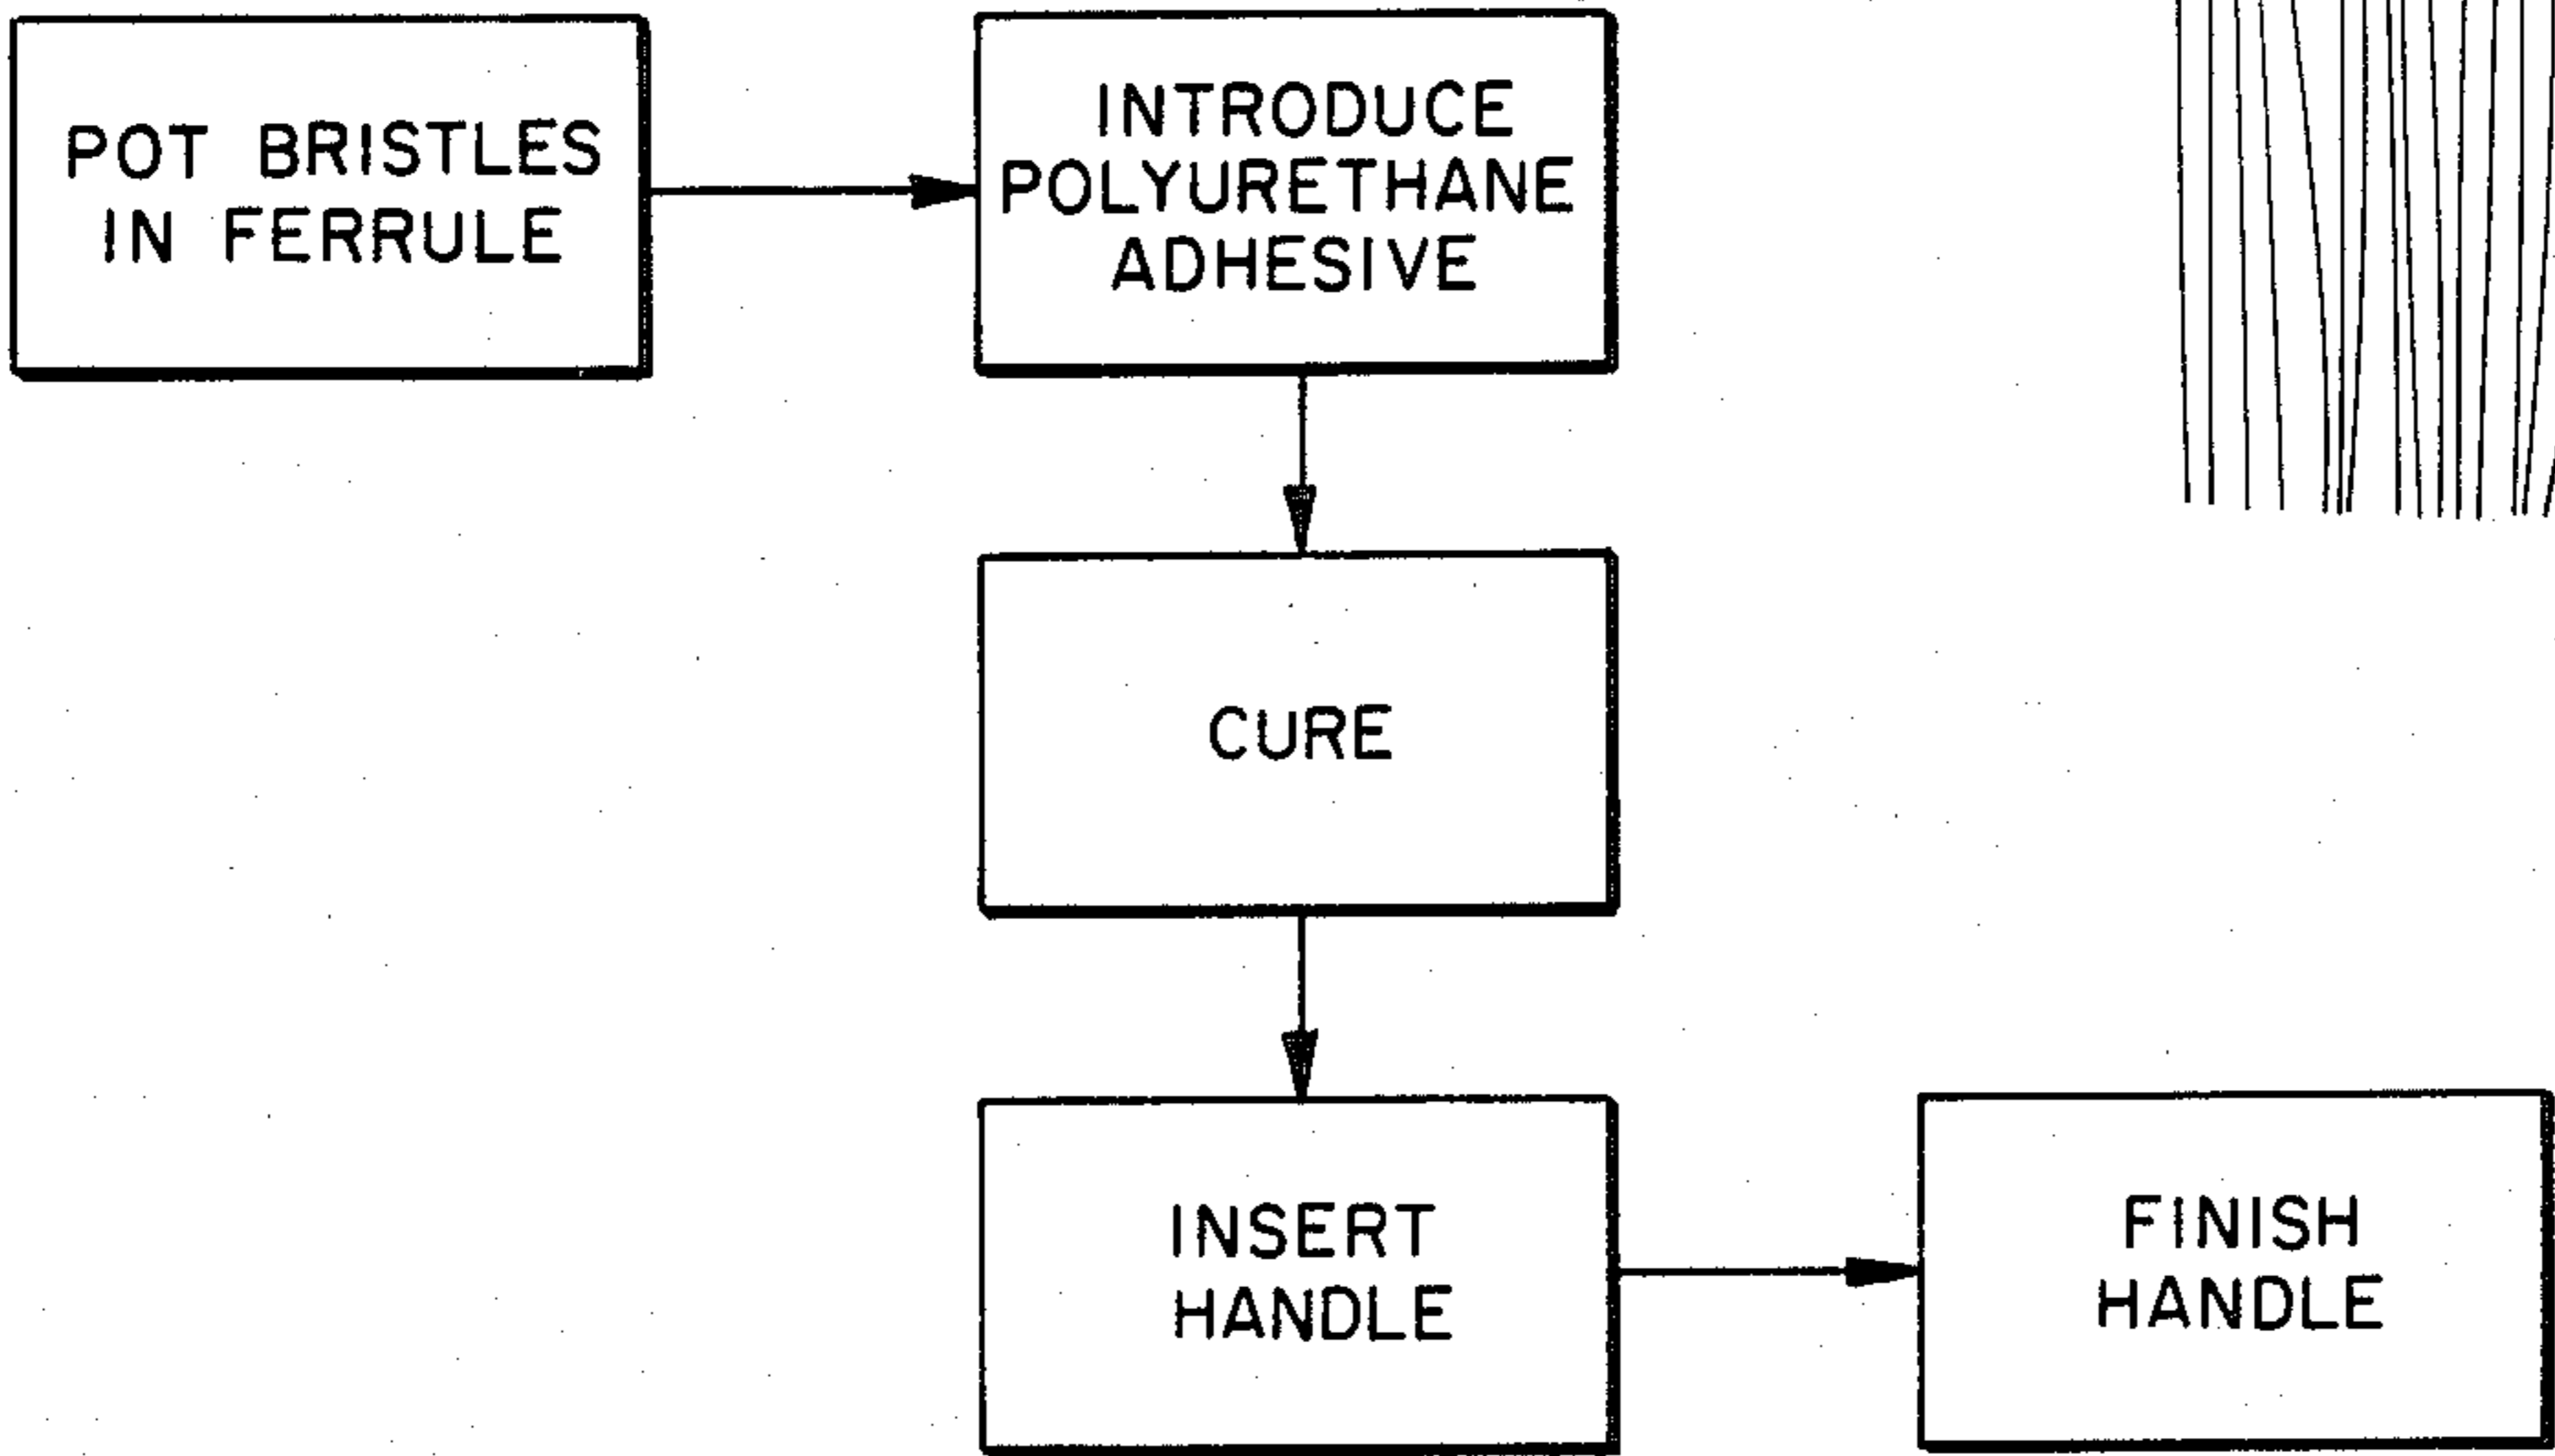 POT BRISTLES
IN FERRULE
INTRODUCE
POLYURETHANE
ADHESIVE
CURE
INSERT
HANDLE
FINISH
HANDLE